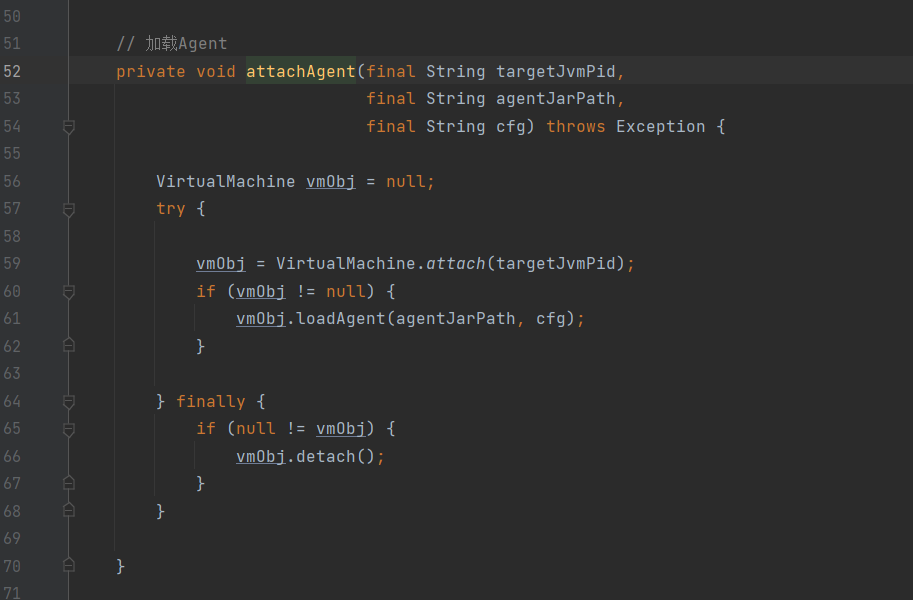 50
51 // 加载Agent
52 private void attachAgent(final String targetJvmPid,
53 final String agentJarPath,
54 final String cfg) throws Exception {
55
56 VirtualMachine vmObj = null;
57 try {
58
59 vmObj = VirtualMachine.attach(targetJvmPid);
60 if (vmObj != null) {
61 vmObj.loadAgent(agentJarPath, cfg);
62 }
63
64 } finally {
65 if (null != vmObj) {
66 vmObj.detach();
67 }
68 }
69
70 }
71